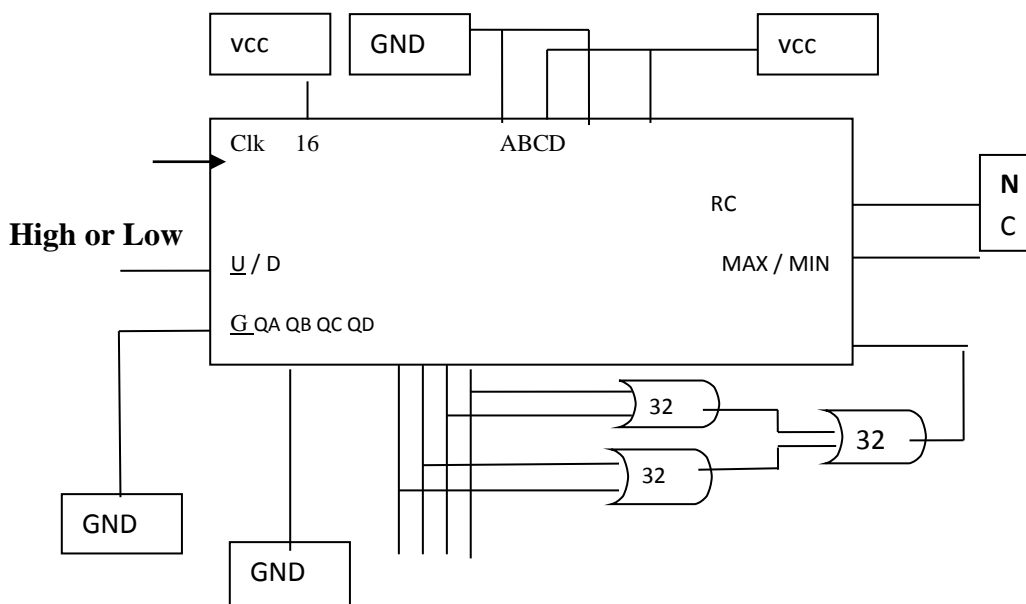 vcc
GND
vcc
Clk 16
ABCD
RC
N
C
High or Low
U / D
MAX / MIN
G QA QB QC QD
32
32
32
GND
GND